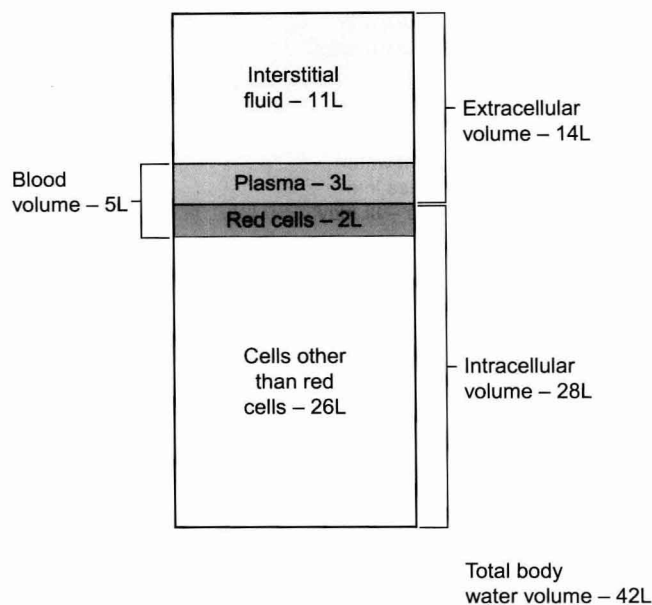 Interstitial
fluid – 11L
Extracellular
volume – 14L
Blood
volume – 5L
Plasma – 3L
Red cells – 2L
Cells other
than red
cells – 26L
Intracellular
volume – 28L
Total body
water volume – 42L